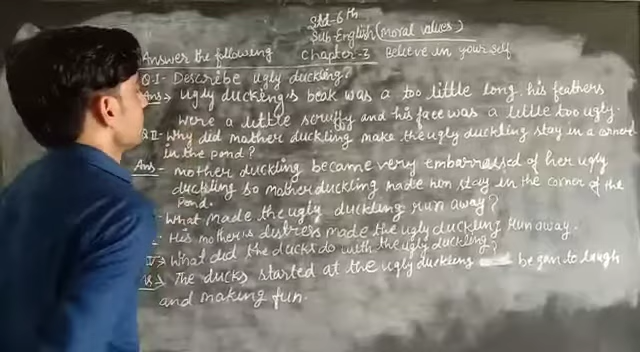 Std-6th
Sub-English (moral values)
Answer the following Chapter-3 Believe in yourself
Q.I- Describe ugly duckling?
Ans> Ugly ducking's beak was a too little long. his feathers
were a little scruffy and his face was a little too ugly.
Q II- Why did mother duckling make the ugly duckling stay in a corner
in the pond?
Ans- mother duckling became very embarrassed of her ugly
duckling so mother duckling made him stay in the corner of the
pond.
- What made the ugly duckling run away?
- His mother's distress made the ugly duckling run away.
V> What did the ducks do with the ugly duckling?
The ducks started at the ugly duckling began to laugh
and making fun.